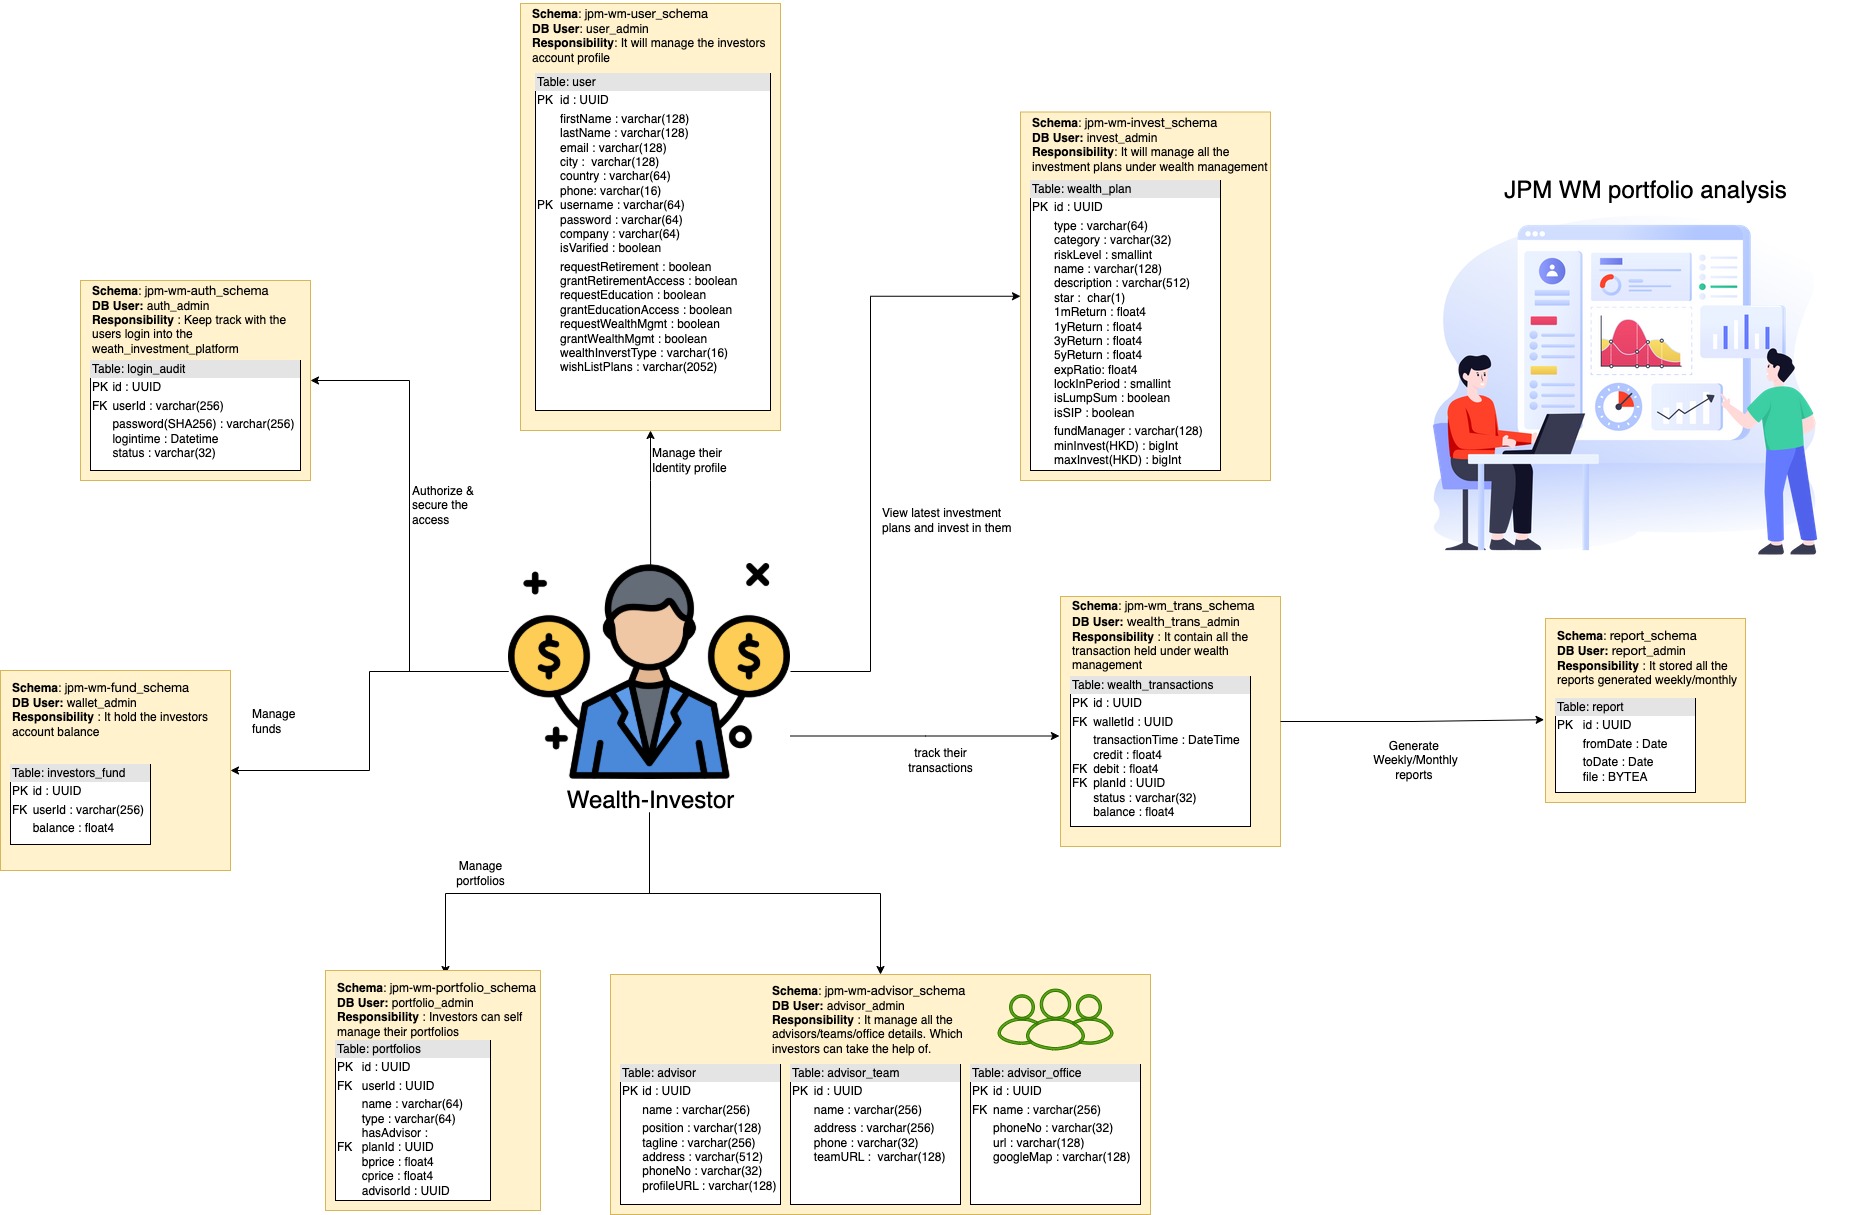 Schema: jpm-wm-user_schema
DB User: user_admin
Responsibility: It will manage the investors
account profile
Table: user
PK id : UUID
firstName : varchar(128)
lastName : varchar(128)
email : varchar(128)
city :  varchar(128)
country : varchar(64)
phone: varchar(16)
PK username : varchar(64)
password : varchar(64)
company : varchar(64)
isVarified : boolean
requestRetirement : boolean
grantRetirementAccess : boolean
requestEducation : boolean
grantEducationAccess : boolean
requestWealthMgmt : boolean
grantWealthMgmt : boolean
wealthInverstType : varchar(16)
wishListPlans : varchar(2052)
Schema: jpm-wm-invest_schema
DB User: invest_admin
Responsibility: It will manage all the
investment plans under wealth management
Table: wealth_plan
PK id : UUID
type : varchar(64)
category : varchar(32)
riskLevel : smallint
name : varchar(128)
description : varchar(512)
star :  char(1)
1mReturn : float4
1yReturn : float4
3yReturn : float4
5yReturn : float4
expRatio: float4
lockInPeriod : smallint
isLumpSum : boolean
isSIP : boolean
fundManager : varchar(128)
minInvest(HKD) : bigInt
maxInvest(HKD) : bigInt
JPM WM portfolio analysis
Schema: jpm-wm-auth_schema
DB User: auth_admin
Responsibility : Keep track with the
users login into the
weath_investment_platform
Table: login_audit
PK id : UUID
FK userId : varchar(256)
password(SHA256) : varchar(256)
logintime : Datetime
status : varchar(32)
Manage their
Identity profile
Authorize &
secure the
access
View latest investment
plans and invest in them
Schema: jpm-wm-fund_schema
DB User: wallet_admin
Responsibility : It hold the investors
account balance
Table: investors_fund
PK id : UUID
FK userId : varchar(256)
balance : float4
Manage
funds
$
$
Wealth-Investor
track their
transactions
Schema: jpm-wm_trans_schema
DB User: wealth_trans_admin
Responsibility : It contain all the
transaction held under wealth
management
Table: wealth_transactions
PK id : UUID
FK walletId : UUID
transactionTime : DateTime
credit : float4
FK debit : float4
FK planId : UUID
status : varchar(32)
balance : float4
Generate
Weekly/Monthly
reports
Schema: report_schema
DB User: report_admin
Responsibility : It stored all the
reports generated weekly/monthly
Table: report
PK id : UUID
fromDate : Date
toDate : Date
file : BYTEA
Manage
portfolios
Schema: jpm-wm-portfolio_schema
DB User: portfolio_admin
Responsibility : Investors can self
manage their portfolios
Table: portfolios
PK id : UUID
FK userId : UUID
name : varchar(64)
type : varchar(64)
hasAdvisor :
FK planId : UUID
bprice : float4
cprice : float4
advisorId : UUID
Schema: jpm-wm-advisor_schema
DB User: advisor_admin
Responsibility : It manage all the
advisors/teams/office details. Which
investors can take the help of.
Table: advisor
PK id : UUID
name : varchar(256)
position : varchar(128)
tagline : varchar(256)
address : varchar(512)
phoneNo : varchar(32)
profileURL : varchar(128)
Table: advisor_team
PK id : UUID
name : varchar(256)
address : varchar(256)
phone : varchar(32)
teamURL :  varchar(128)
Table: advisor_office
PK id : UUID
FK name : varchar(256)
phoneNo : varchar(32)
url : varchar(128)
googleMap : varchar(128)